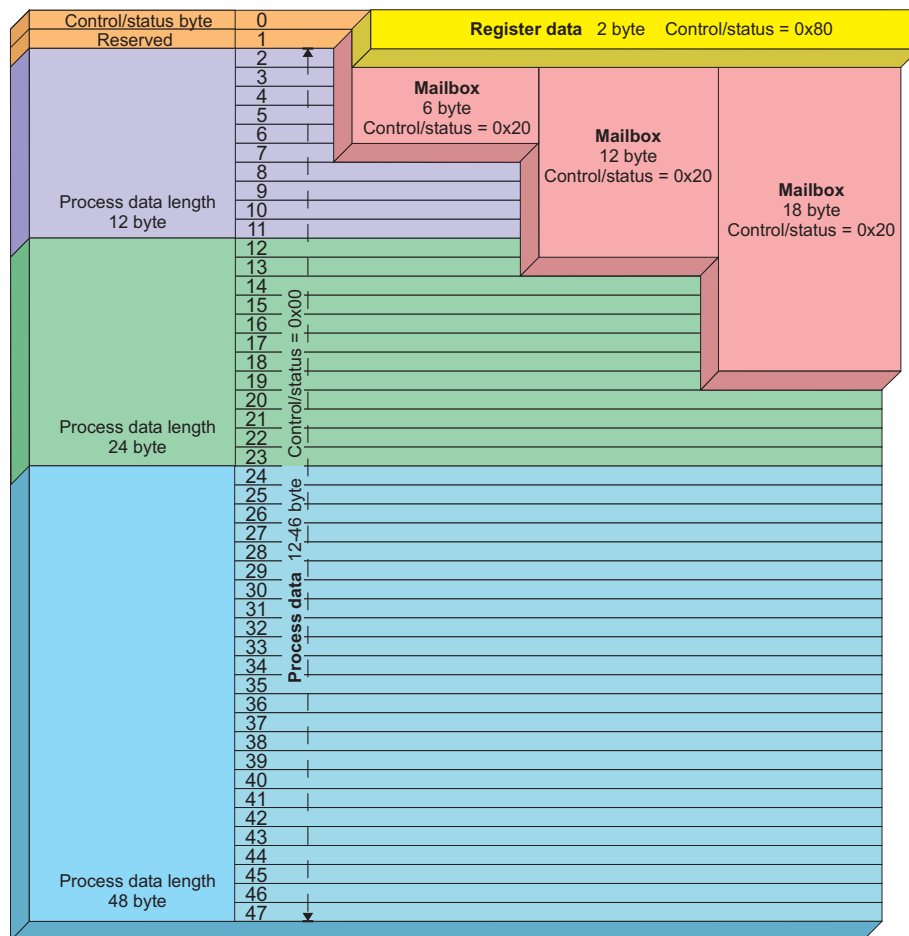 Control/status byte
Reserved
0
1
2
3
4
5
6
7
8
9
10
11
12
13
14
15
16
17
18
19
20
21
22
23
24
25
26
27
28
29
30
31
32
33
34
35
36
37
38
39
40
41
42
43
44
45
46
47
Register data 2 byte Control/status = 0x80
Mailbox
6 byte
Control/status = 0x20
Mailbox
12 byte
Control/status = 0x20
Mailbox
18 byte
Control/status = 0x20
Process data length
12 byte
Process data length
24 byte
Process data length
48 byte
Process data 12-46 byte Control/status = 0x00